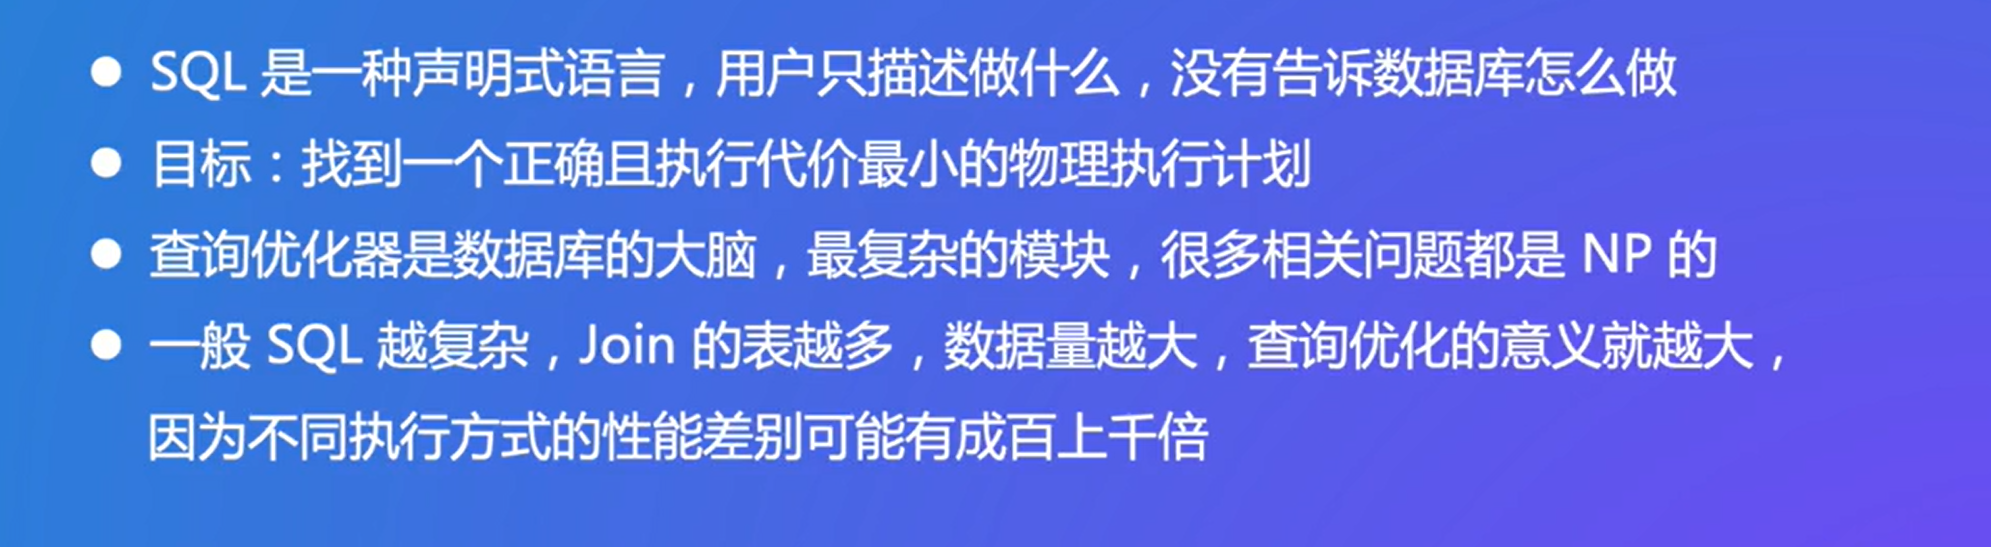 ● SQL 是一种声明式语言，用户只描述做什么，没有告诉数据库怎么做
● 目标：找到一个正确且执行代价最小的物理执行计划
● 查询优化器是数据库的大脑，最复杂的模块，很多相关问题都是 NP 的
● 一般 SQL 越复杂，Join 的表越多，数据量越大，查询优化的意义就越大，
因为不同执行方式的性能差别可能有成百上千倍